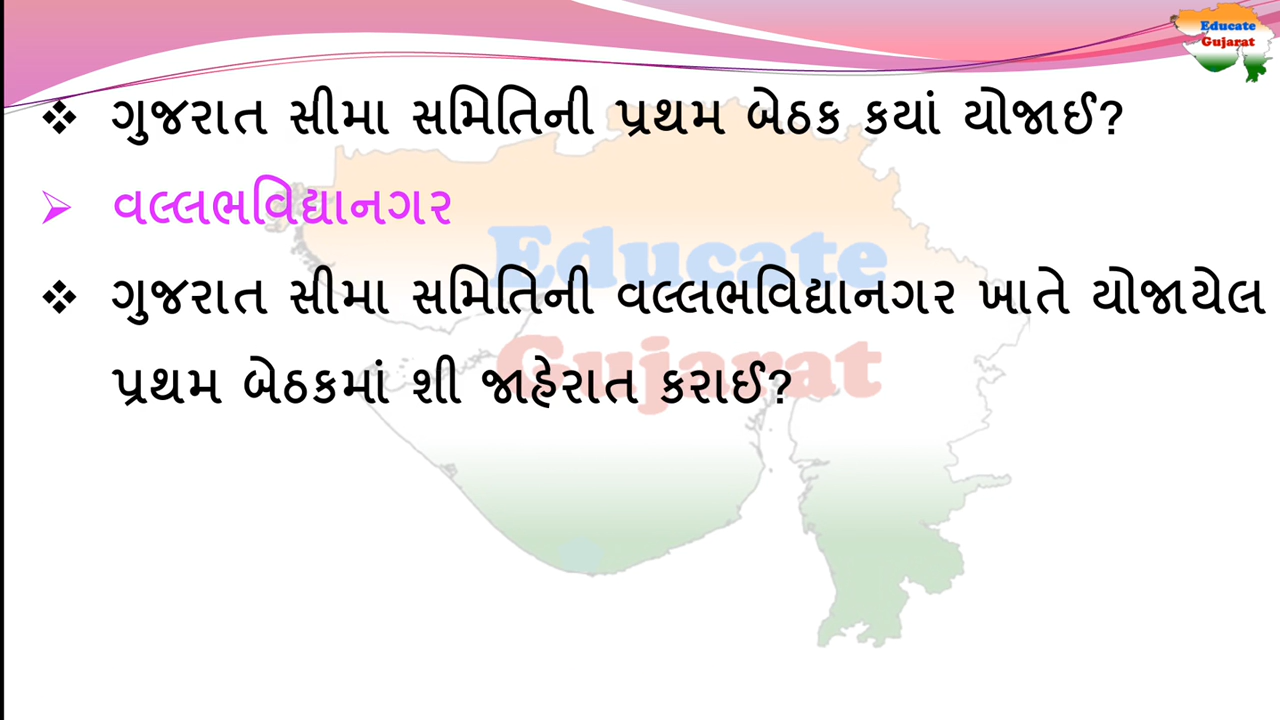 Educate
Gujarat
❖ ગુજરાત સીમા સમિતિની પ્રથમ બેઠક કયાં યોજાઈ?
➢ વલ્લભવિદ્યાનગર
Educate
❖ ગુજરાત સીમા સમિતિની વલ્લભવિદ્યાનગર ખાતે યોજાયેલ
Gujarat
પ્રથમ બેઠકમાં શી જાહેરાત કરાઈ?